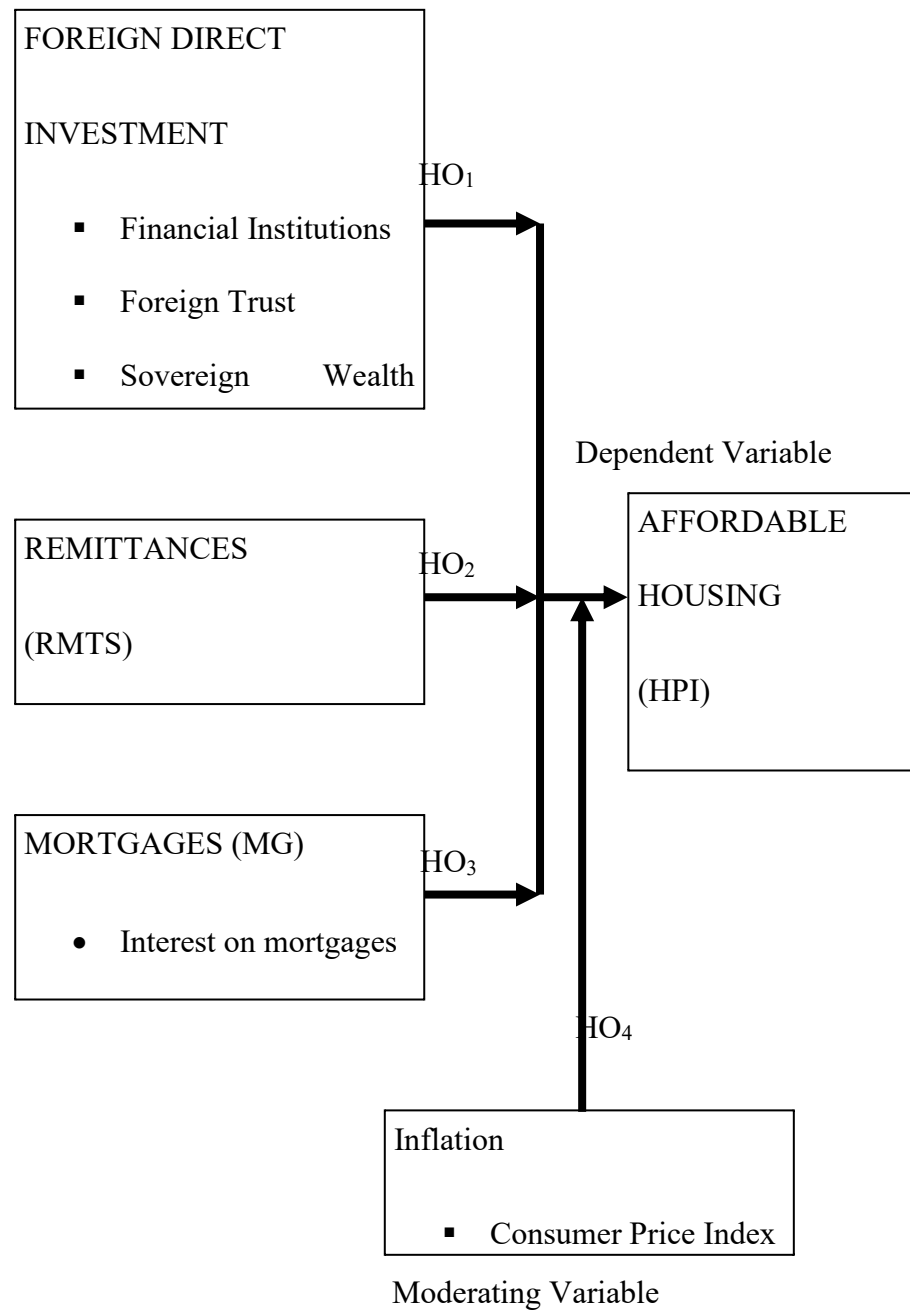 FOREIGN DIRECT
INVESTMENT
▪ Financial Institutions
▪ Foreign Trust
▪ Sovereign Wealth
HO₁
Dependent Variable
AFFORDABLE
HOUSING
(HPI)
REMITTANCES
(RMTS)
HO₂
MORTGAGES (MG)
• Interest on mortgages
HO₃
HO₄
Inflation
▪ Consumer Price Index
Moderating Variable